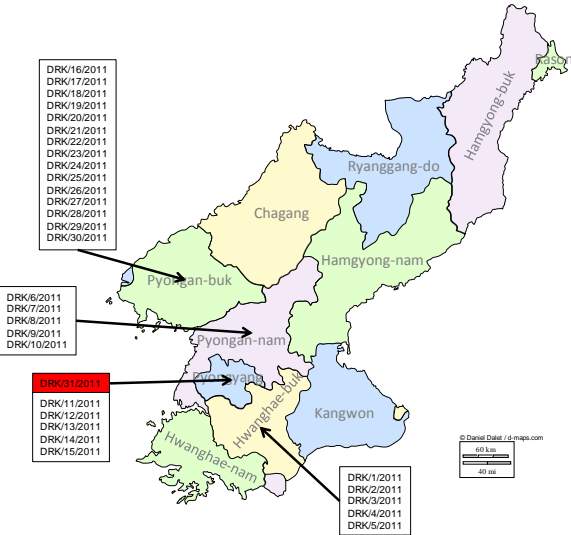 DRK/16/2011
DRK/17/2011
DRK/18/2011
DRK/19/2011
DRK/20/2011
DRK/21/2011
DRK/22/2011
DRK/23/2011
DRK/24/2011
DRK/25/2011
DRK/26/2011
DRK/27/2011
DRK/28/2011
DRK/29/2011
DRK/30/2011
Rason
Hamgyong-buk
Ryanggang-do
Chagang
Hamgyong-nam
Pyongan-buk
DRK/6/2011
DRK/7/2011
DRK/8/2011
DRK/9/2011
DRK/10/2011
Pyongan-nam
DRK/31/2011
DRK/11/2011
DRK/12/2011
DRK/13/2011
DRK/14/2011
DRK/15/2011
Pyongyang
Hwanghae-buk
Kangwon
Hwanghae-nam
DRK/1/2011
DRK/2/2011
DRK/3/2011
DRK/4/2011
DRK/5/2011
© Daniel Dalet / d-maps.com
60 km
40 mi